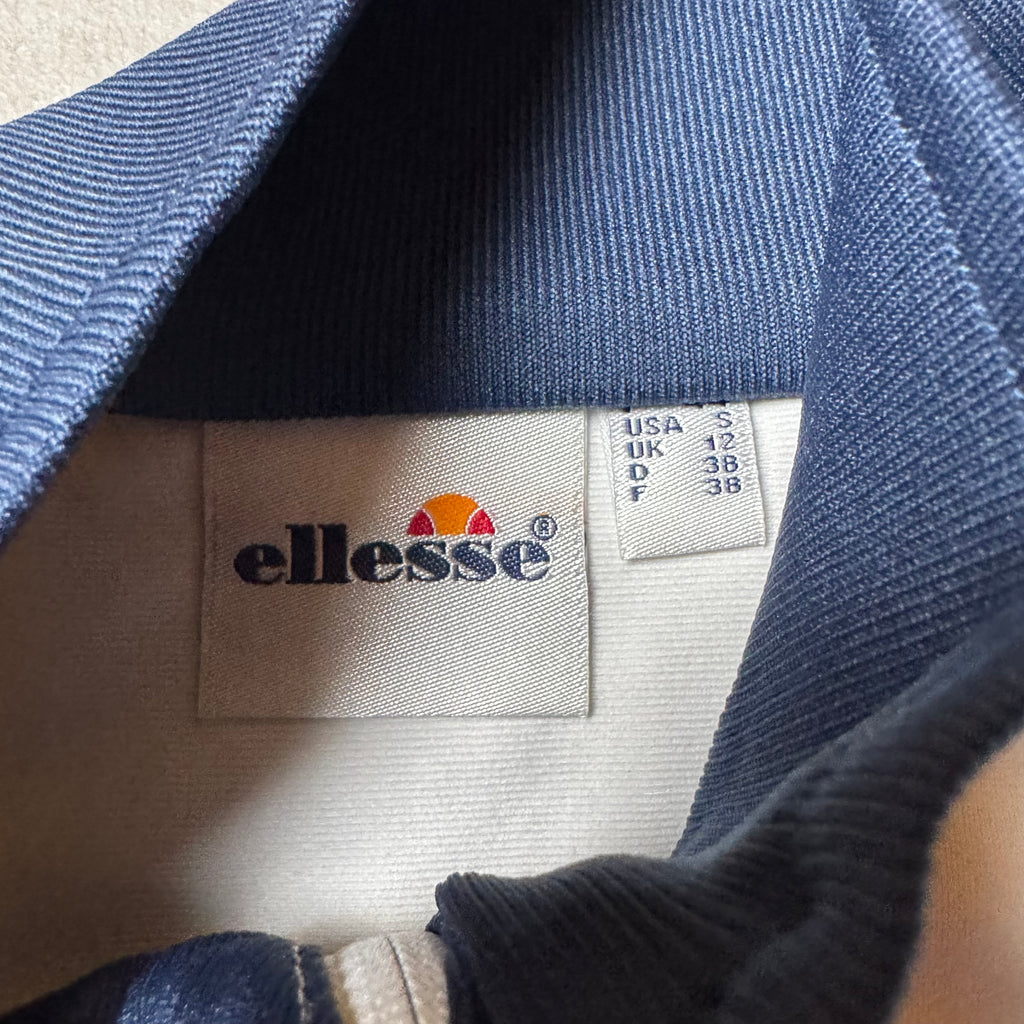 ellesse®
USA S
UK 12
D 38
F 38